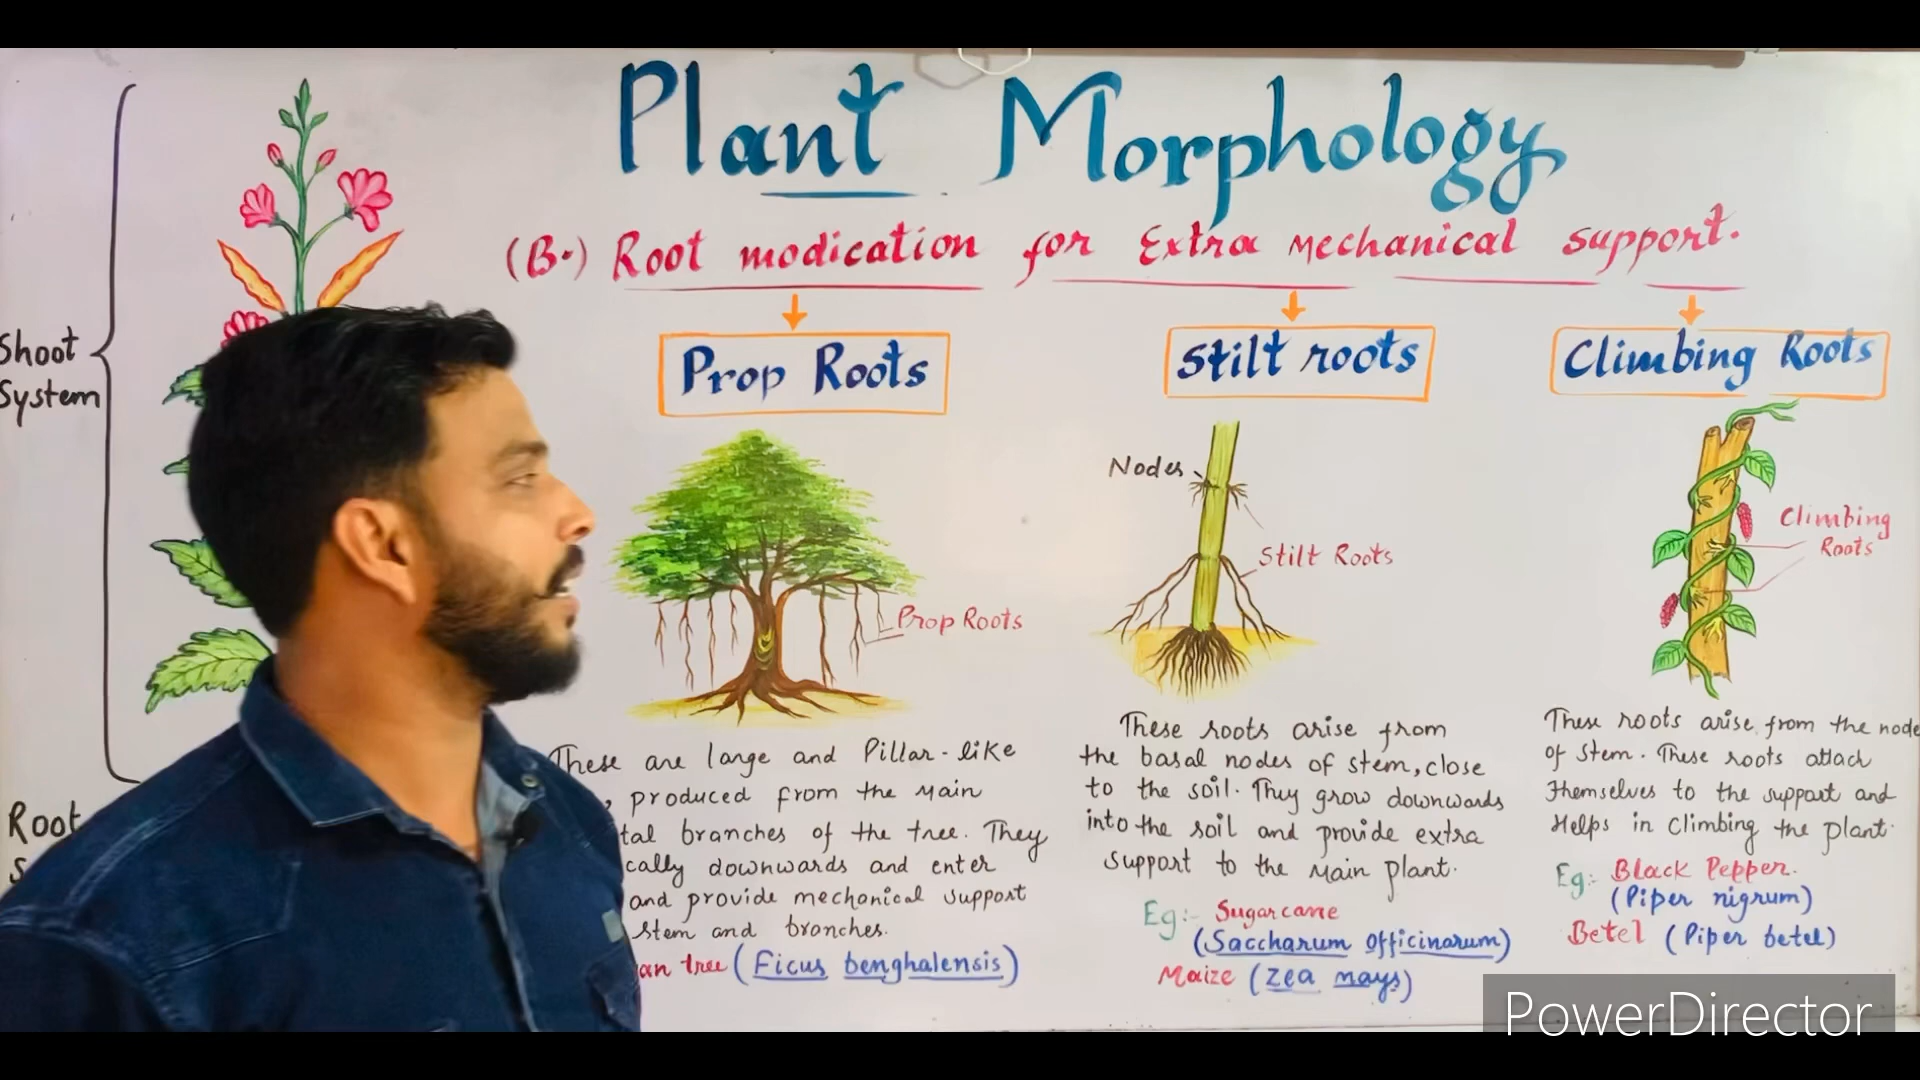 Plant Morphology
(B.) Root modication for Extra Mechanical support.
Shoot
System
Root
Prop Roots
Prop Roots
These are large and Pillar-like
, produced from the main
tal branches of the tree. They
cally downwards and enter
and provide mechanical support
stem and branches.
an tree (Ficus benghalensis)
Stilt roots
Nodes
Stilt Roots
These roots arise from
the basal nodes of stem, close
to the soil. They grow downwards
into the soil and provide extra
support to the main plant.
Eg:- Sugarcane
(Saccharum officinarum)
Maize (Zea mays)
Climbing Roots
Climbing
Roots
These roots arise from the node
of stem. These roots attach
themselves to the support and
Helps in climbing the plant.
Eg:- Black Pepper.
(Piper nigrum)
Betel (Piper betel)
PowerDirector